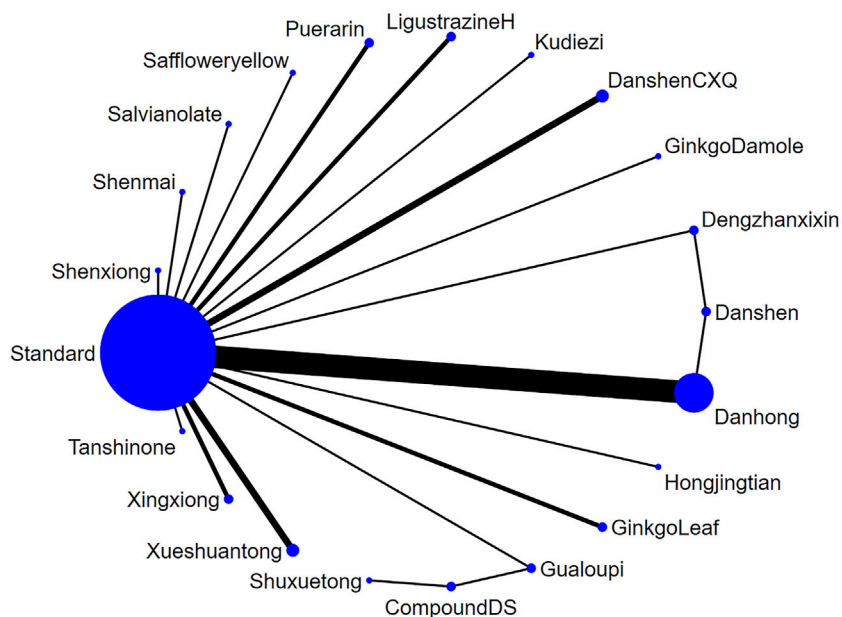 LigustrazineH
Puerarin
Kudiezi
Saffloweryellow
DanshenCXQ
Salvianolate
GinkgoDamole
Shenmai
Dengzhanxixin
Shenxiong
Danshen
Standard
Danhong
Tanshinone
Hongjingtian
Xingxiong
GinkgoLeaf
Xueshuantong
Gualoupi
Shuxuetong
CompoundDS